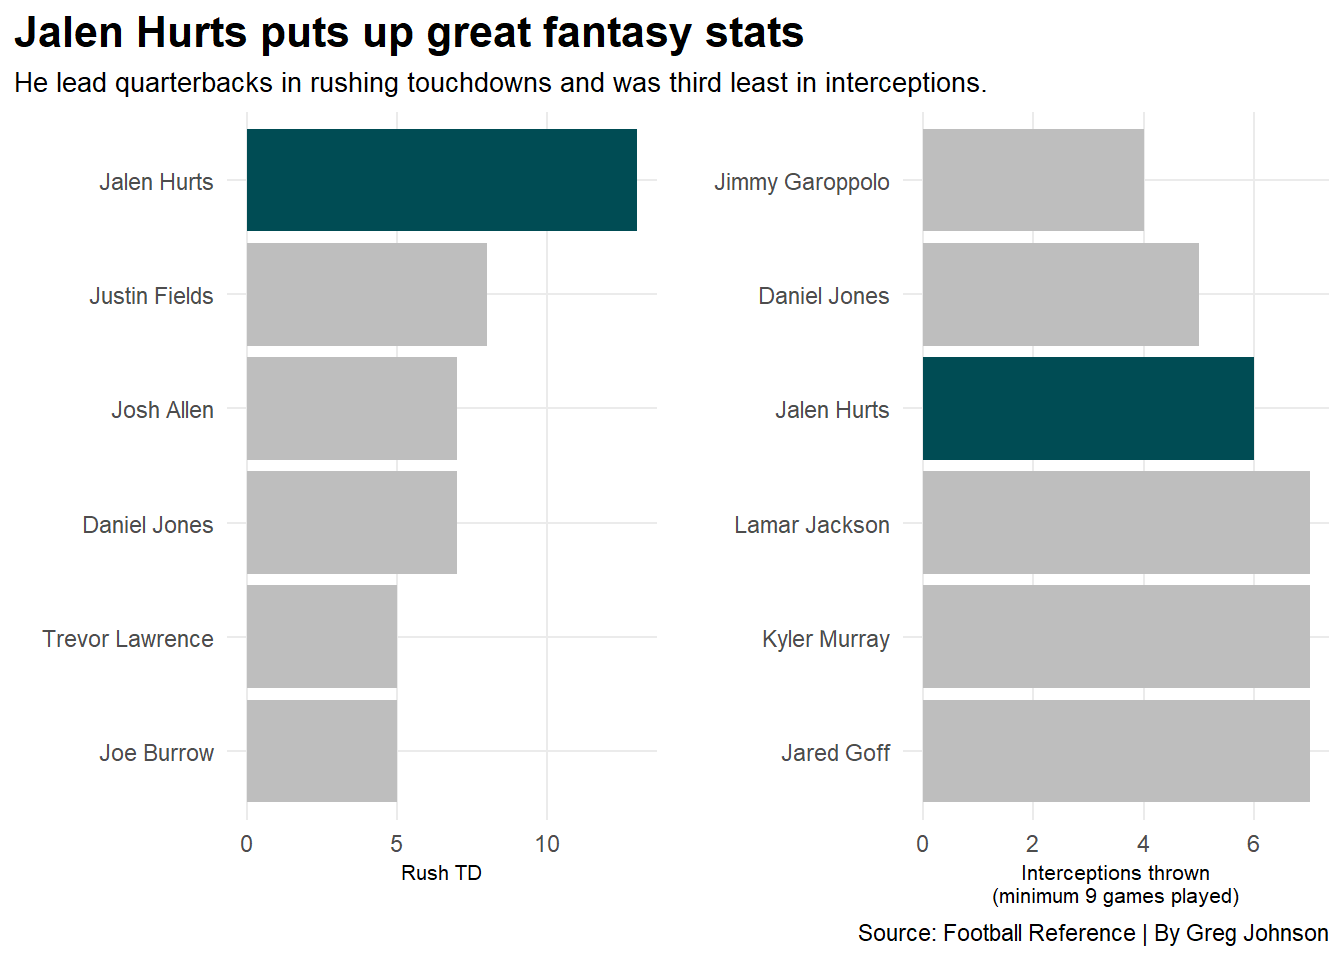 Jalen Hurts puts up great fantasy stats
He lead quarterbacks in rushing touchdowns and was third least in interceptions.
Jalen Hurts
Justin Fields
Josh Allen
Daniel Jones
Trevor Lawrence
Joe Burrow
0 5 10
Rush TD
Jimmy Garoppolo
Daniel Jones
Jalen Hurts
Lamar Jackson
Kyler Murray
Jared Goff
0 2 4 6
Interceptions thrown
(minimum 9 games played)
Source: Football Reference | By Greg Johnson